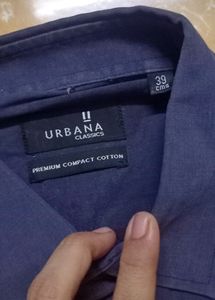 39
CMS
URBANA
CLASSICS
PREMIUM COMPACT COTTON